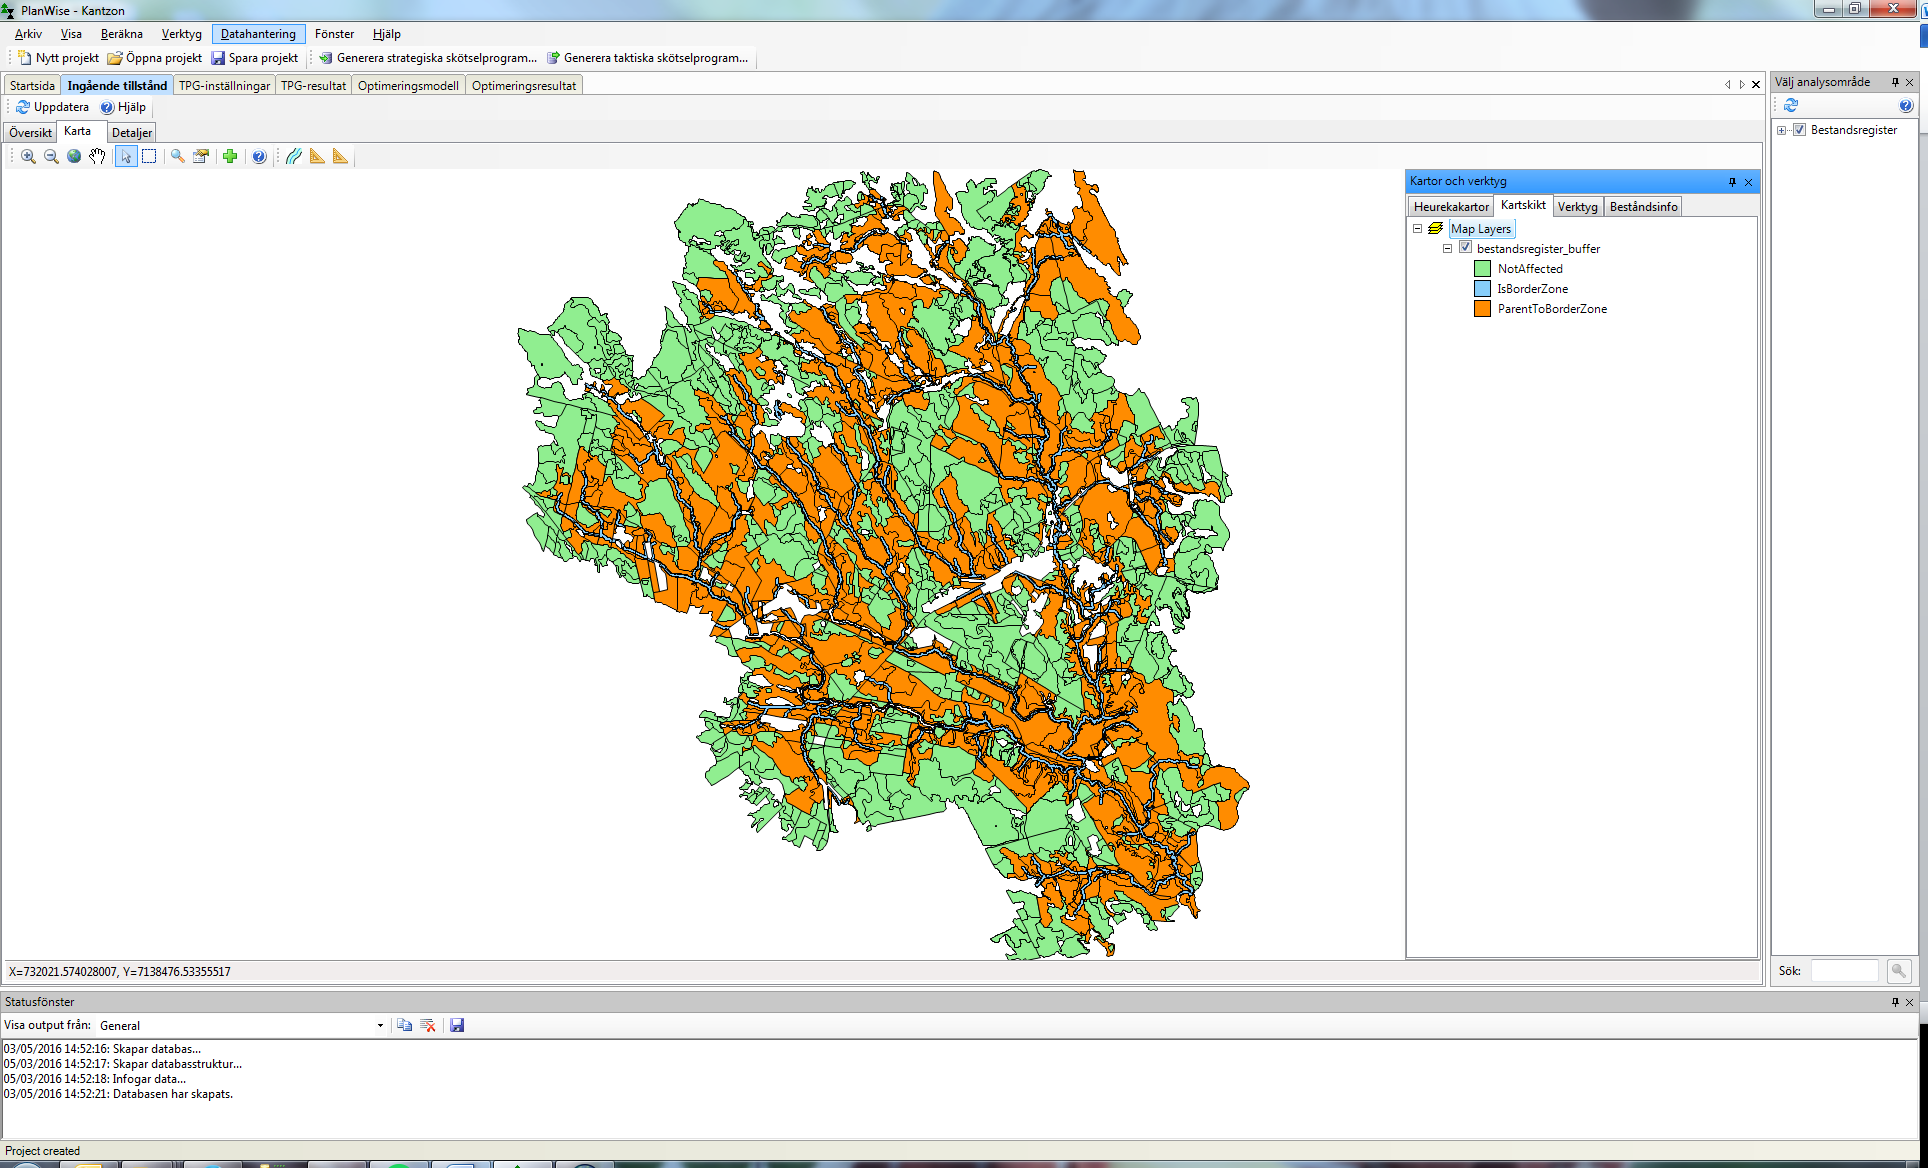 PlanWise - Kantzon
Arkiv Visa Beräkna Verktyg Datahantering Fönster Hjälp
Nytt projekt Öppna projekt Spara projekt Generera strategiska skötselprogram... Generera taktiska skötselprogram...
Startsida Ingående tillstånd TPG-inställningar TPG-resultat Optimeringsmodell Optimeringsresultat
Uppdatera Hjälp
Översikt Karta Detaljer
Kartor och verktyg
Heurekakartor Kartskikt Verktyg Beståndsinfo
Map Layers
bestandsregister_buffer
NotAffected
IsBorderZone
ParentToBorderZone
Välj analysområde
Bestandsregister
Sök:
X=732021.574028007, Y=7138476.53355517
Statusfönster
Visa output från: General
03/05/2016 14:52:16: Skapar databas...
05/03/2016 14:52:17: Skapar databasstruktur...
05/03/2016 14:52:18: Infogar data...
03/05/2016 14:52:21: Databasen har skapats.
Project created